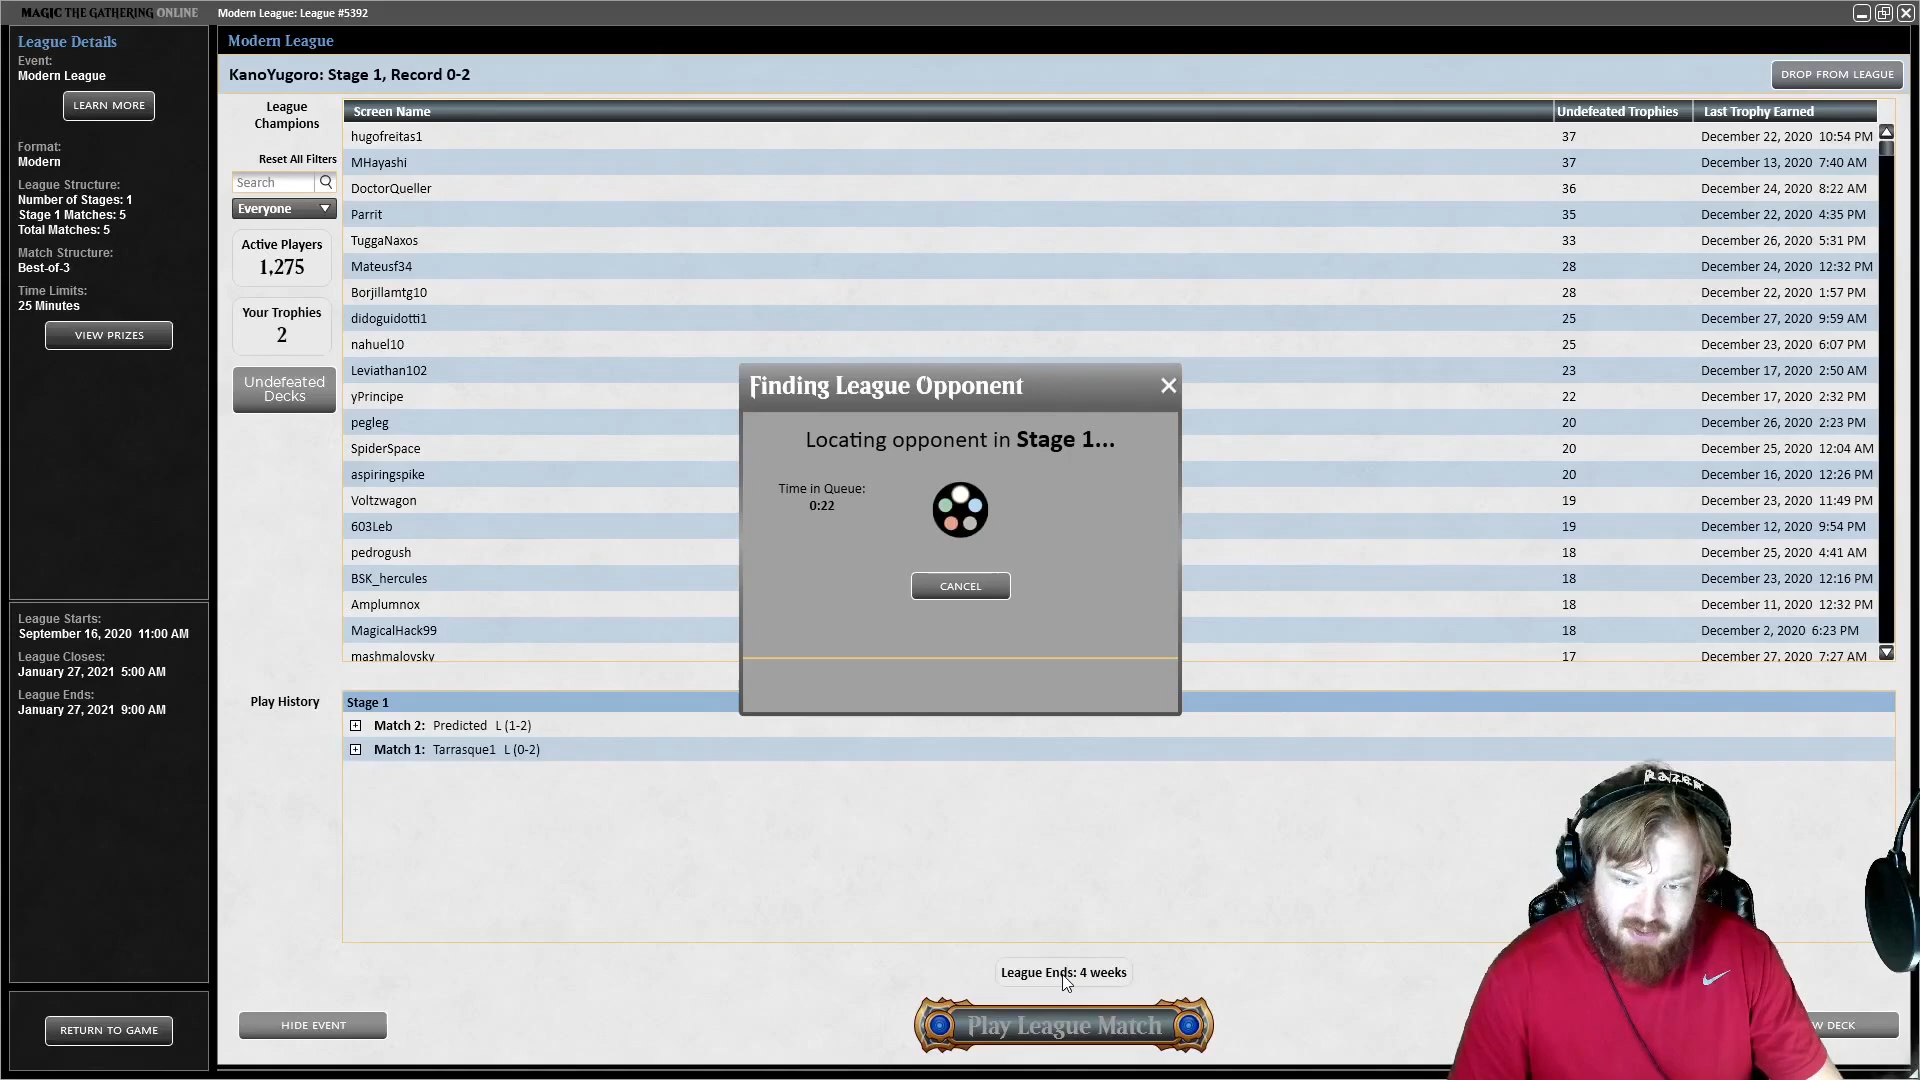 MAGIC THE GATHERING ONLINE
Modern League: League #5392
League Details
Event:
Modern League
LEARN MORE
Format:
Modern
League Structure:
Number of Stages: 1
Stage 1 Matches: 5
Total Matches: 5
Match Structure:
Best-of-3
Time Limits:
25 Minutes
VIEW PRIZES
League Starts:
September 16, 2020 11:00 AM
League Closes:
January 27, 2021 5:00 AM
League Ends:
January 27, 2021 9:00 AM
RETURN TO GAME
Modern League
KanoYugoro: Stage 1, Record 0-2
DROP FROM LEAGUE
League
Champions
Reset All Filters
Search
Everyone
Active Players
1,275
Your Trophies
2
Undefeated
Decks
Screen Name Undefeated Trophies Last Trophy Earned
hugofreitas1 37 December 22, 2020 10:54 PM
MHayashi 37 December 13, 2020 7:40 AM
DoctorQueller 36 December 24, 2020 8:22 AM
Parrit 35 December 22, 2020 4:35 PM
TuggaNaxos 33 December 26, 2020 5:31 PM
Mateusf34 28 December 24, 2020 12:32 PM
Borjillamtg10 28 December 22, 2020 1:57 PM
didoguidotti1 25 December 27, 2020 9:59 AM
nahuel10 25 December 23, 2020 6:07 PM
Leviathan102 23 December 17, 2020 2:50 AM
yPrincipe 22 December 17, 2020 2:32 PM
pegleg 20 December 26, 2020 2:23 PM
SpiderSpace 20 December 25, 2020 12:04 AM
aspiringspike 20 December 16, 2020 12:26 PM
Voltzwagon 19 December 23, 2020 11:49 PM
603Leb 19 December 12, 2020 9:54 PM
pedrogush 18 December 25, 2020 4:41 AM
BSK_hercules 18 December 23, 2020 12:16 PM
Amplumnox 18 December 11, 2020 12:32 PM
MagicalHack99 18 December 2, 2020 6:23 PM
mashmalovsky 17 December 27, 2020 7:27 AM
Finding League Opponent
Locating opponent in Stage 1...
Time in Queue:
0:22
CANCEL
Play History
Stage 1
Match 2: Predicted L (1-2)
Match 1: Tarrasque1 L (0-2)
League Ends: 4 weeks
HIDE EVENT
Play League Match
W DECK
RAZER